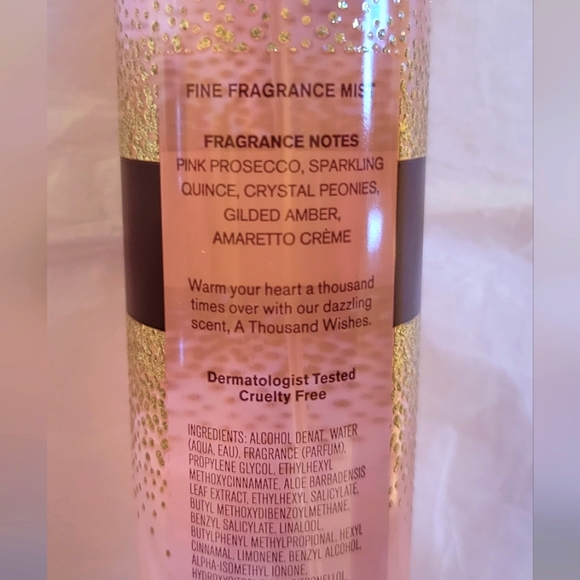 FINE FRAGRANCE MIST
FRAGRANCE NOTES
PINK PROSECCO, SPARKLING
QUINCE, CRYSTAL PEONIES,
GILDED AMBER,
AMARETTO CRÈME
Warm your heart a thousand
times over with our dazzling
scent, A Thousand Wishes.
Dermatologist Tested
Cruelty Free
INGREDIENTS: ALCOHOL DENAT., WATER
(AQUA, EAU), FRAGRANCE (PARFUM),
PROPYLENE GLYCOL, ETHYLHEXYL
METHOXYCINNAMATE, ALOE BARBADENSIS
LEAF EXTRACT, ETHYLHEXYL SALICYLATE,
BUTYL METHOXYDIBENZOYLMETHANE,
BENZYL SALICYLATE, LINALOOL,
BUTYLPHENYL METHYLPROPIONAL, HEXYL
CINNAMAL, LIMONENE, BENZYL ALCOHOL,
ALPHA-ISOMETHYL IONONE,